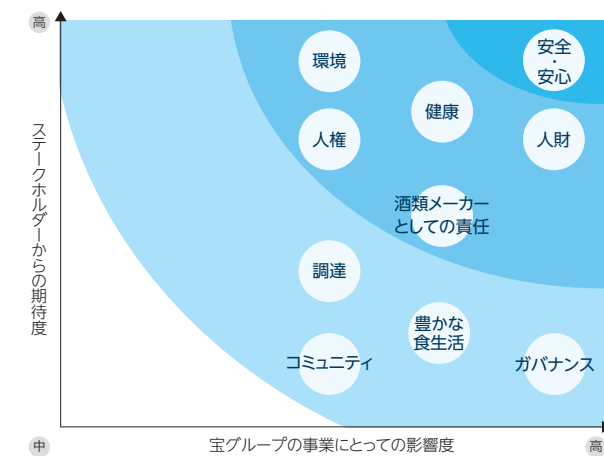 高
環境
安全
・
安心
健康
人権
人財
ステークホルダーからの期待度
酒類メーカー
としての責任
調達
豊かな
食生活
コミュニティ
ガバナンス
中
宝グループの事業にとっての影響度
高